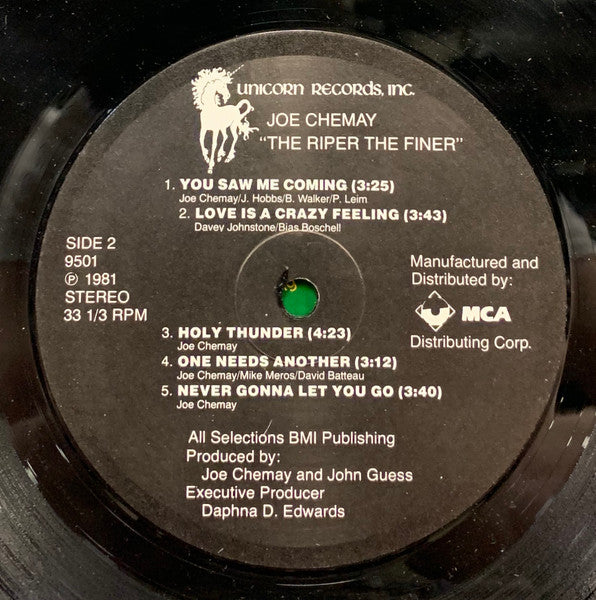 UNICORN RECORDS, INC.
JOE CHEMAY
"THE RIPER THE FINER"
1. YOU SAW ME COMING (3:25)
Joe Chemay/J. Hobbs/B. Walker/P. Leim
2. LOVE IS A CRAZY FEELING (3:43)
Davey Johnstone/Bias Boschell
SIDE 2
9501
℗ 1981
STEREO
33 1/3 RPM
Manufactured and
Distributed by:
MCA
Distributing Corp.
3. HOLY THUNDER (4:23)
Joe Chemay
4. ONE NEEDS ANOTHER (3:12)
Joe Chemay/Mike Meros/David Batteau
5. NEVER GONNA LET YOU GO (3:40)
Joe Chemay
All Selections BMI Publishing
Produced by:
Joe Chemay and John Guess
Executive Producer
Daphna D. Edwards